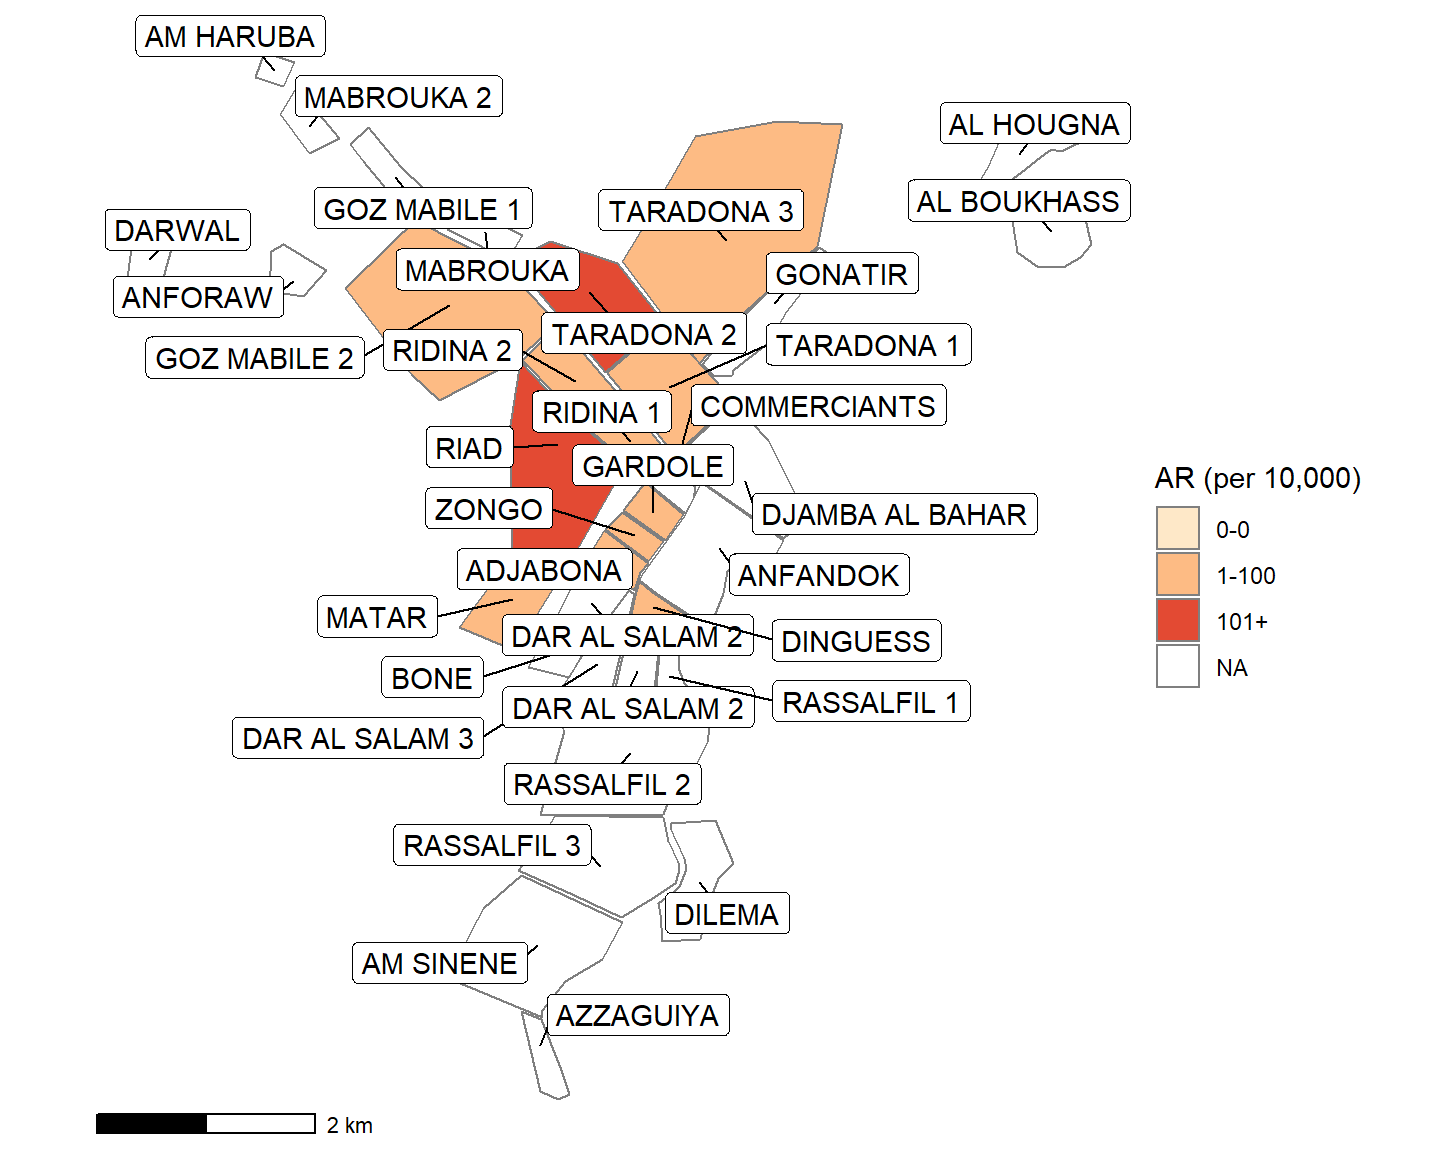 AM HARUBA
MABROUKA 2
AL HOUGNA
GOZ MABILE 1
TARADONA 3
AL BOUKHASS
DARWAL
MABROUKA
GONATIR
ANFORAW
TARADONA 2
TARADONA 1
GOZ MABILE 2
RIDINA 2
RIDINA 1
COMMERCIANTS
RIAD
GARDOLE
AR (per 10,000)
ZONGO
DJAMBA AL BAHAR
0-0
ADJABONA
ANFANDOK
1-100
MATAR
101+
DAR AL SALAM 2
DINGUESS
BONE
NA
DAR AL SALAM 2
RASSALFIL 1
DAR AL SALAM 3
RASSALFIL 2
RASSALFIL 3
DILEMA
AM SINENE
AZZAGUIYA
2 km